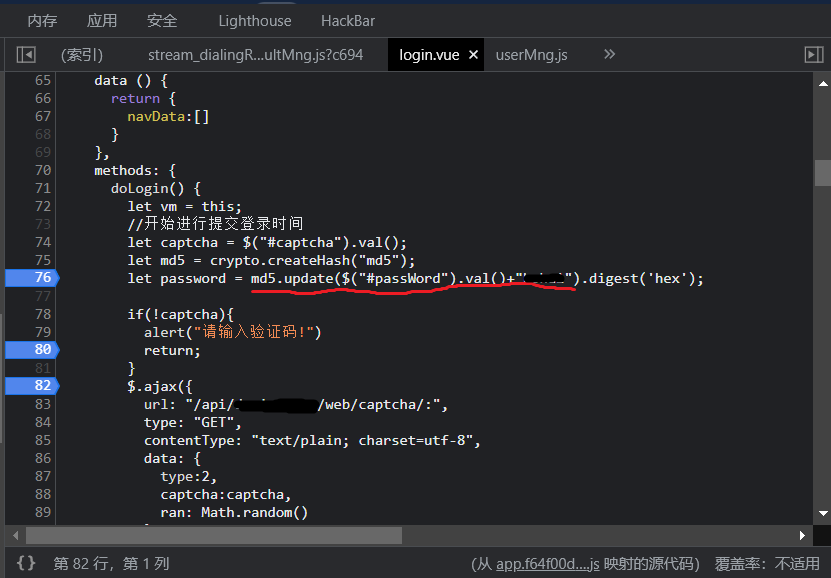 内存 应用 安全 Lighthouse HackBar
(索引) stream_dialingR...ultMng.js?c694 login.vue × userMng.js »
65 data () {
66 return {
67 navData:[]
68 }
69 },
70 methods: {
71 doLogin() {
72 let vm = this;
73 //开始进行提交登录时间
74 let captcha = $("#captcha").val();
75 let md5 = crypto.createHash("md5");
76 let password = md5.update($("#passWord").val()+"").digest('hex');
77
78 if(!captcha){
79 alert("请输入验证码!")
80 return;
81 }
82 $.ajax({
83 url: "/api//web/captcha/:",
84 type: "GET",
85 contentType: "text/plain; charset=utf-8",
86 data: {
87 type:2,
88 captcha:captcha,
89 ran: Math.random()
{} 第 82 行，第 1 列 (从 app.f64f00d....js 映射的源代码) 覆盖率：不适用